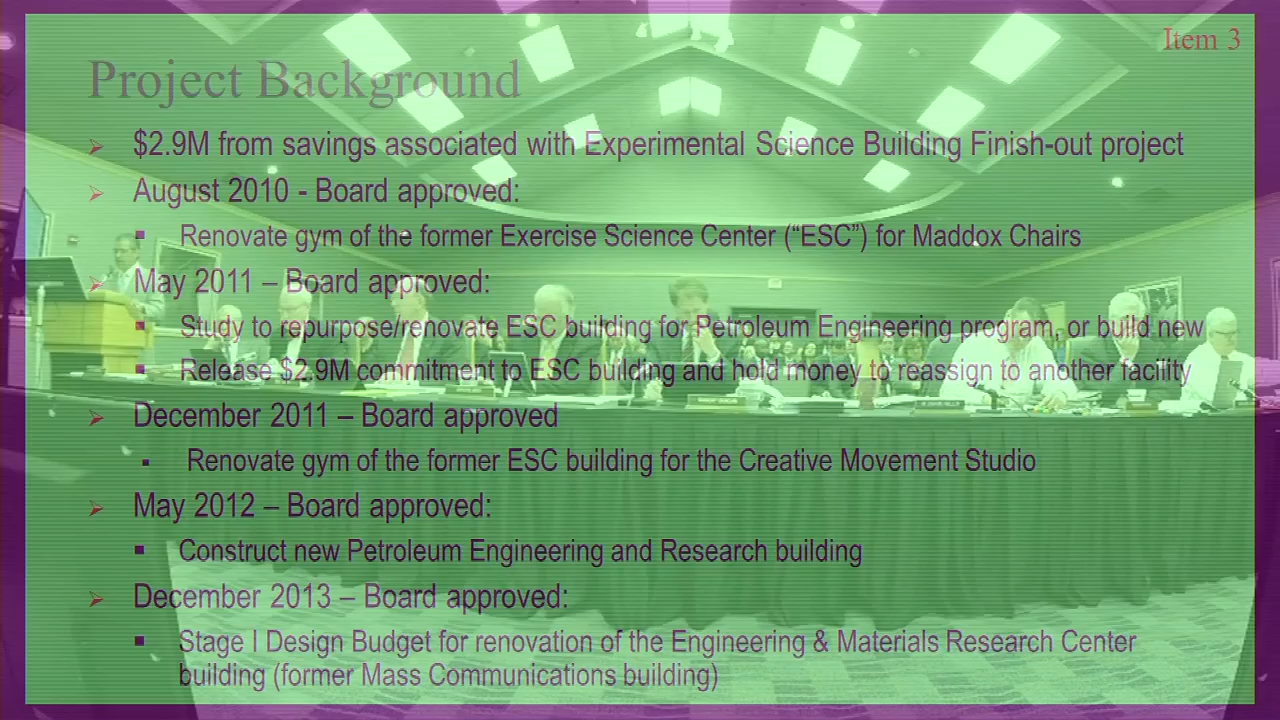 Item 3
Project Background
➢ $2.9M from savings associated with Experimental Science Building Finish-out project
➢ August 2010 - Board approved:
▪ Renovate gym of the former Exercise Science Center (“ESC”) for Maddox Chairs
➢ May 2011 – Board approved:
▪ Study to repurpose/renovate ESC building for Petroleum Engineering program, or build new
▪ Release $2.9M commitment to ESC building and hold money to reassign to another facility
➢ December 2011 – Board approved
▪ Renovate gym of the former ESC building for the Creative Movement Studio
➢ May 2012 – Board approved:
▪ Construct new Petroleum Engineering and Research building
➢ December 2013 – Board approved:
▪ Stage I Design Budget for renovation of the Engineering & Materials Research Center
building (former Mass Communications building)